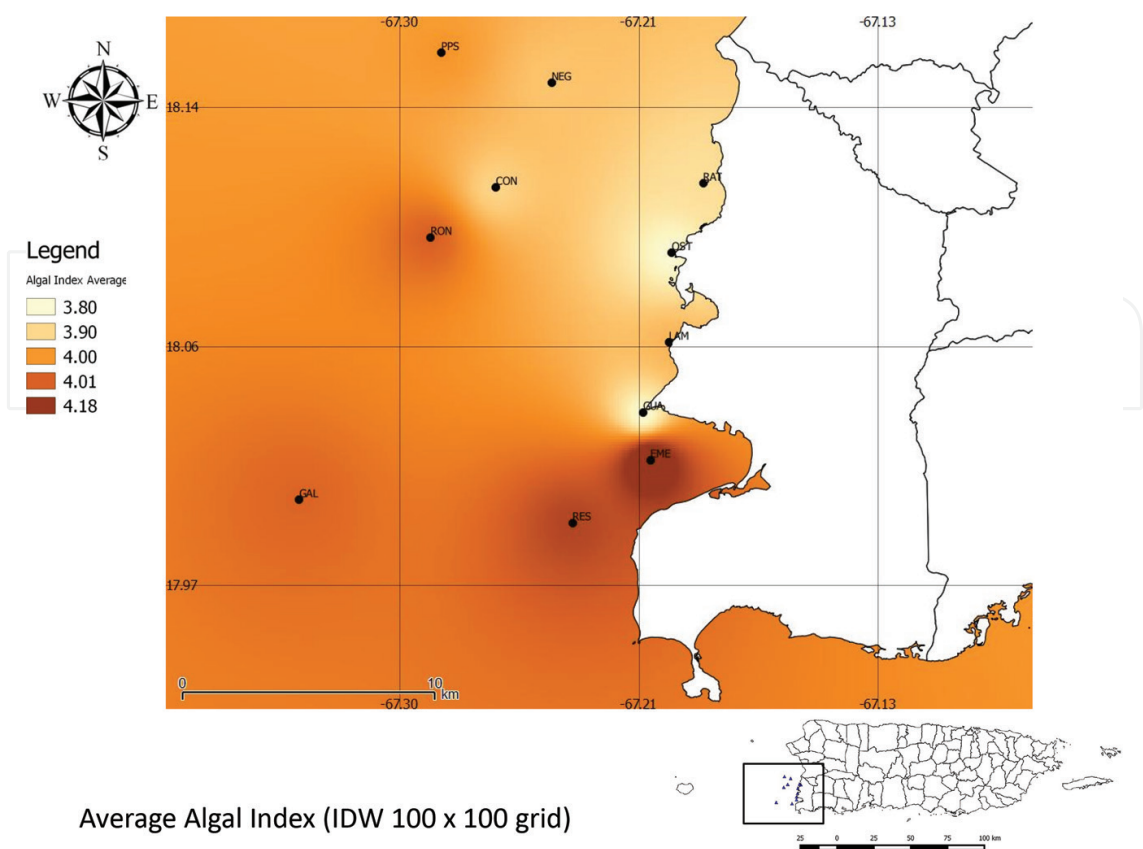 -67.30 -67.21 -67.13
N
W E
S
PPS
NEG
18.14
CON
RAT
RON
OST
Legend
Algal Index Average
3.80
3.90
4.00
4.01
4.18
LAM
18.06
GUA
EME
GAL
RES
17.97
0 10
km
-67.30 -67.21 -67.13
Average Algal Index (IDW 100 x 100 grid)
25 0 25 50 75 100 km